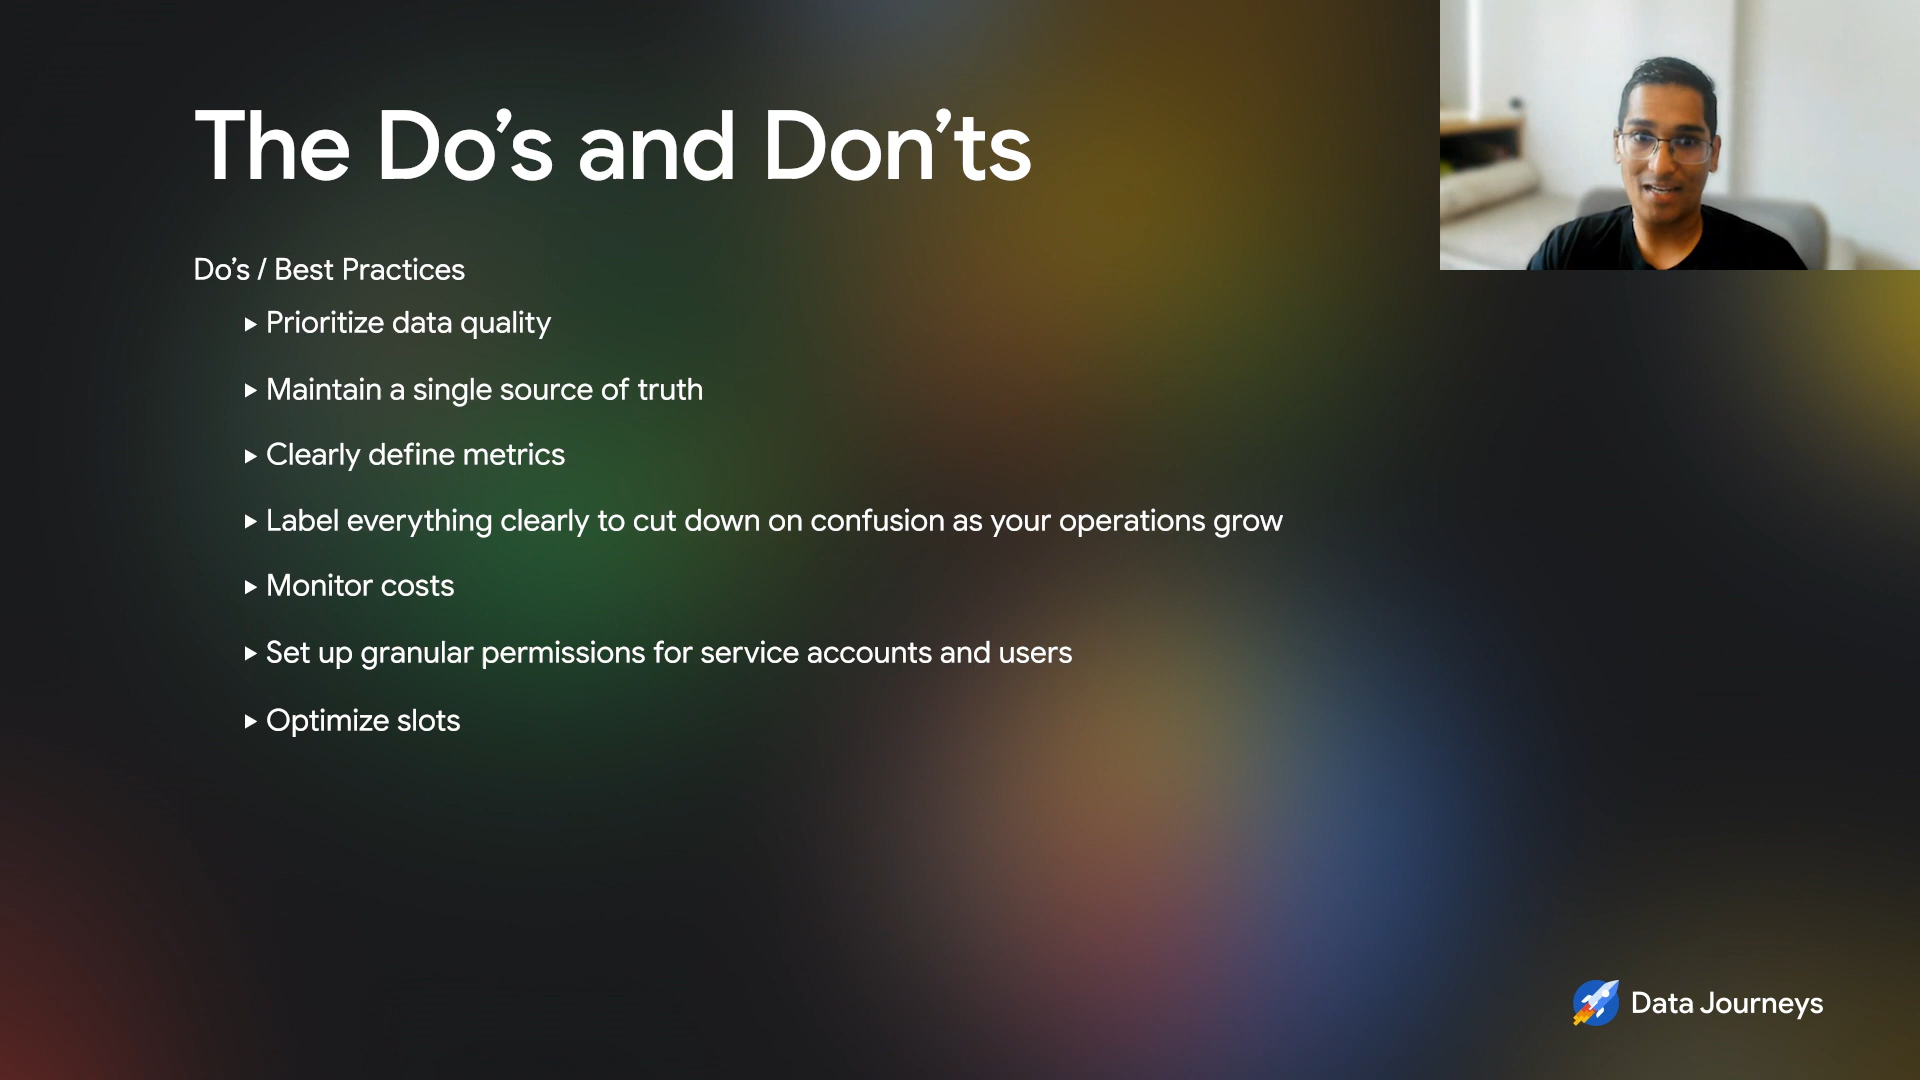 The Do’s and Don’ts
Do’s / Best Practices
Prioritize data quality
Maintain a single source of truth
Clearly define metrics
Label everything clearly to cut down on confusion as your operations grow
Monitor costs
Set up granular permissions for service accounts and users
Optimize slots
Data Journeys